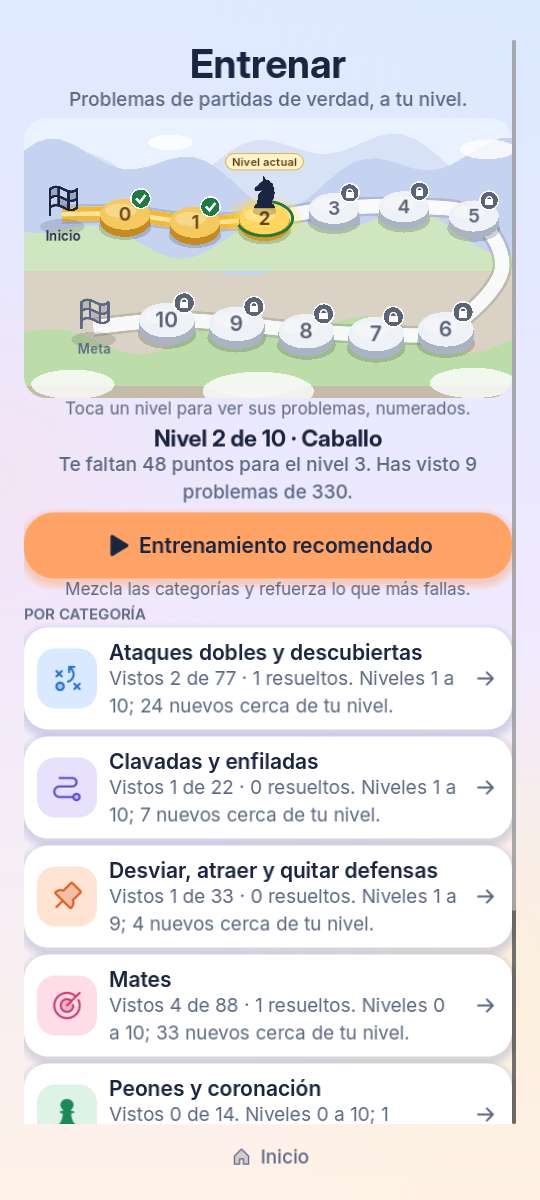 Entrenar
Problemas de partidas de verdad, a tu nivel.
Nivel actual
0
1
2
3
4
5
Inicio
10
9
8
7
6
Meta
Toca un nivel para ver sus problemas, numerados.
Nivel 2 de 10 · Caballo
Te faltan 48 puntos para el nivel 3. Has visto 9
problemas de 330.
Entrenamiento recomendado
Mezcla las categorías y refuerza lo que más fallas.
POR CATEGORÍA
Ataques dobles y descubiertas
Vistos 2 de 77 · 1 resueltos. Niveles 1 a
10; 24 nuevos cerca de tu nivel.
Clavadas y enfiladas
Vistos 1 de 22 · 0 resueltos. Niveles 1 a
10; 7 nuevos cerca de tu nivel.
Desviar, atraer y quitar defensas
Vistos 1 de 33 · 0 resueltos. Niveles 1 a
9; 4 nuevos cerca de tu nivel.
Mates
Vistos 4 de 88 · 1 resueltos. Niveles 0
a 10; 33 nuevos cerca de tu nivel.
Peones y coronación
Vistos 0 de 14. Niveles 0 a 10; 1
Inicio